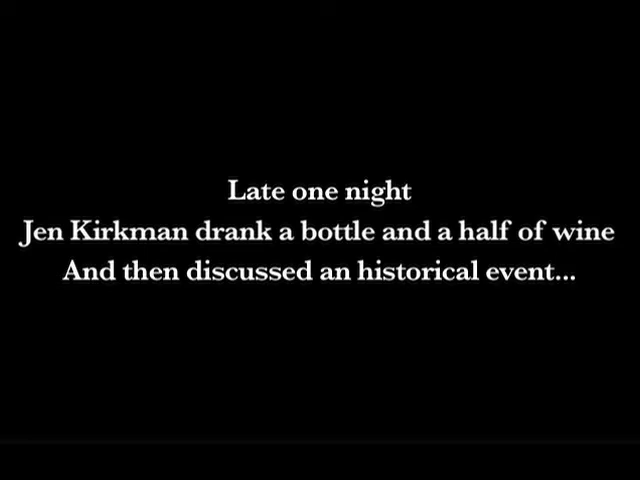 Late one night
Jen Kirkman drank a bottle and a half of wine
And then discussed an historical event...